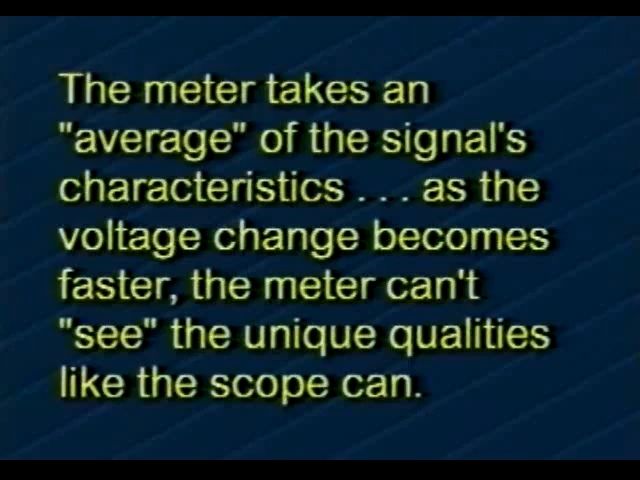 The meter takes an
"average" of the signal's
characteristics . . . as the
voltage change becomes
faster, the meter can't
"see" the unique qualities
like the scope can.